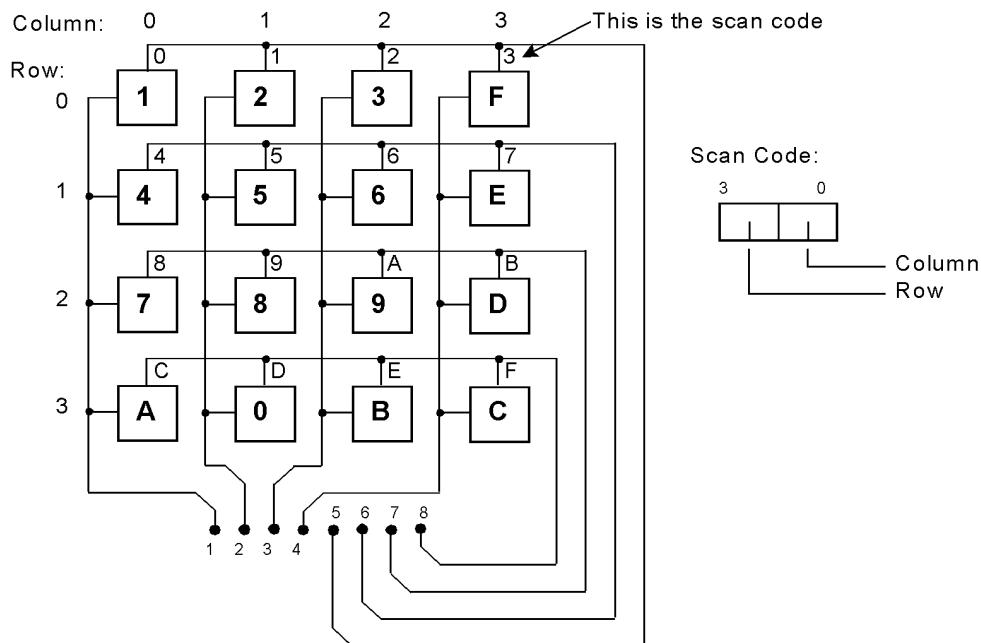 Column: 0 1 2 3 This is the scan code
0 1 2 3
Row:
0 1 2 3 F
4 5 6 7
Scan Code:
1 4 5 6 E
3 0
8 9 A B
Column
2 7 8 9 D
Row
C D E F
3 A 0 B C
5 6 7 8
1 2 3 4